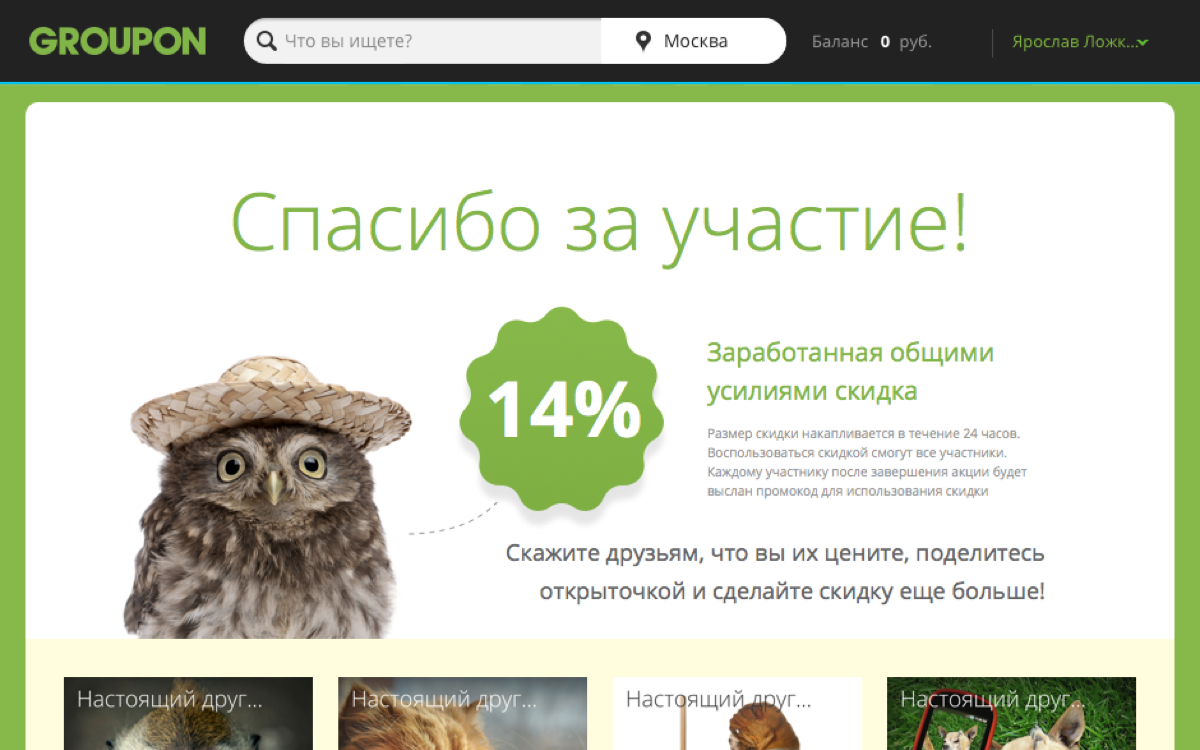 GROUPON
Что вы ищете?
Москва
Баланс 0 руб.
Ярослав Ложк...
Спасибо за участие!
14%
Заработанная общими
усилиями скидка
Размер скидки накапливается в течение 24 часов.
Воспользоваться скидкой смогут все участники.
Каждому участнику после завершения акции будет
выслан промокод для использования скидки
Скажите друзьям, что вы их цените, поделитесь
открыточкой и сделайте скидку еще больше!
Настоящий друг...
Настоящий друг...
Настоящий друг...
Настоящий друг...